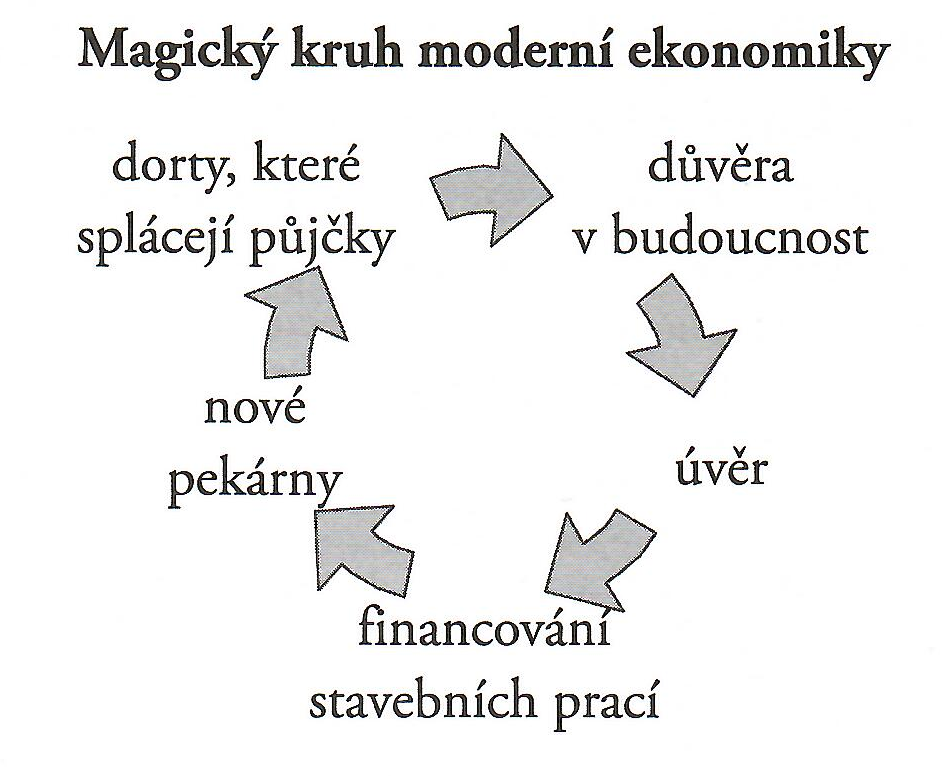 Magický kruh moderní ekonomiky
dorty, které
splácejí půjčky
důvěra
v budoucnost
úvěr
financování
stavebních prací
nové
pekárny